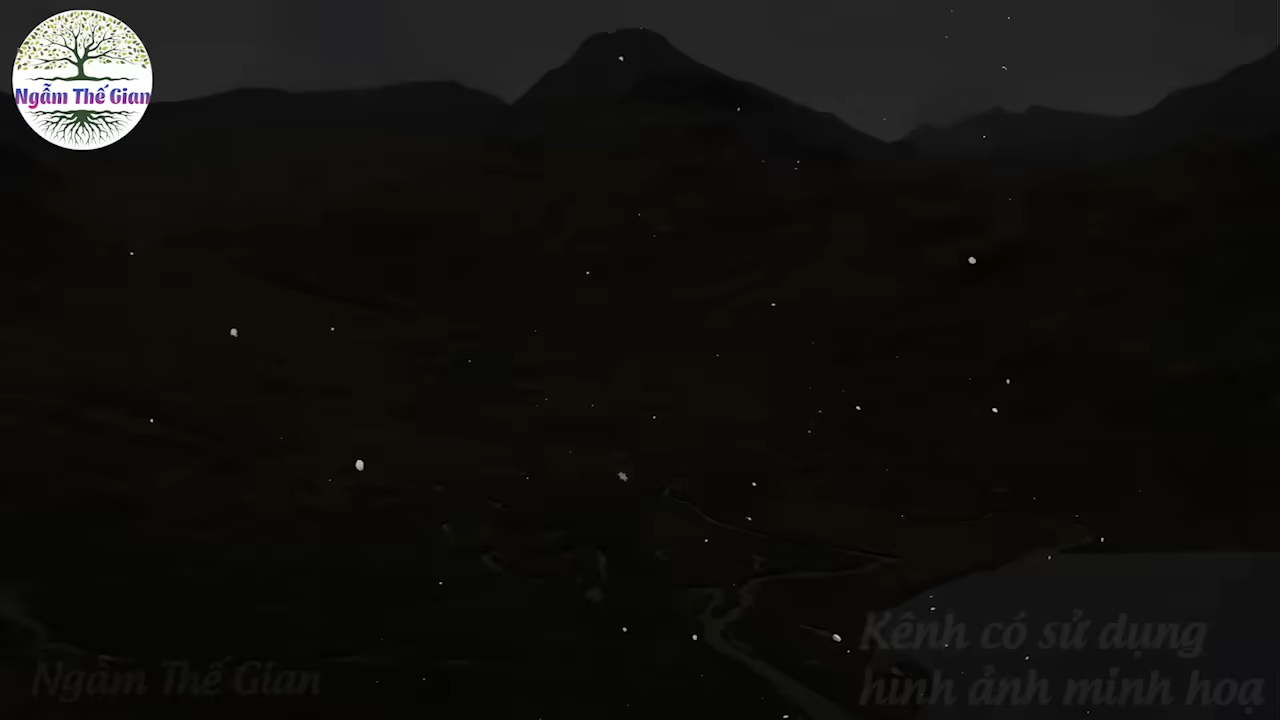 Ngẫm Thế Gian
Ngẫm Thế Gian
Kênh có sử dụng
hình ảnh minh hoạ